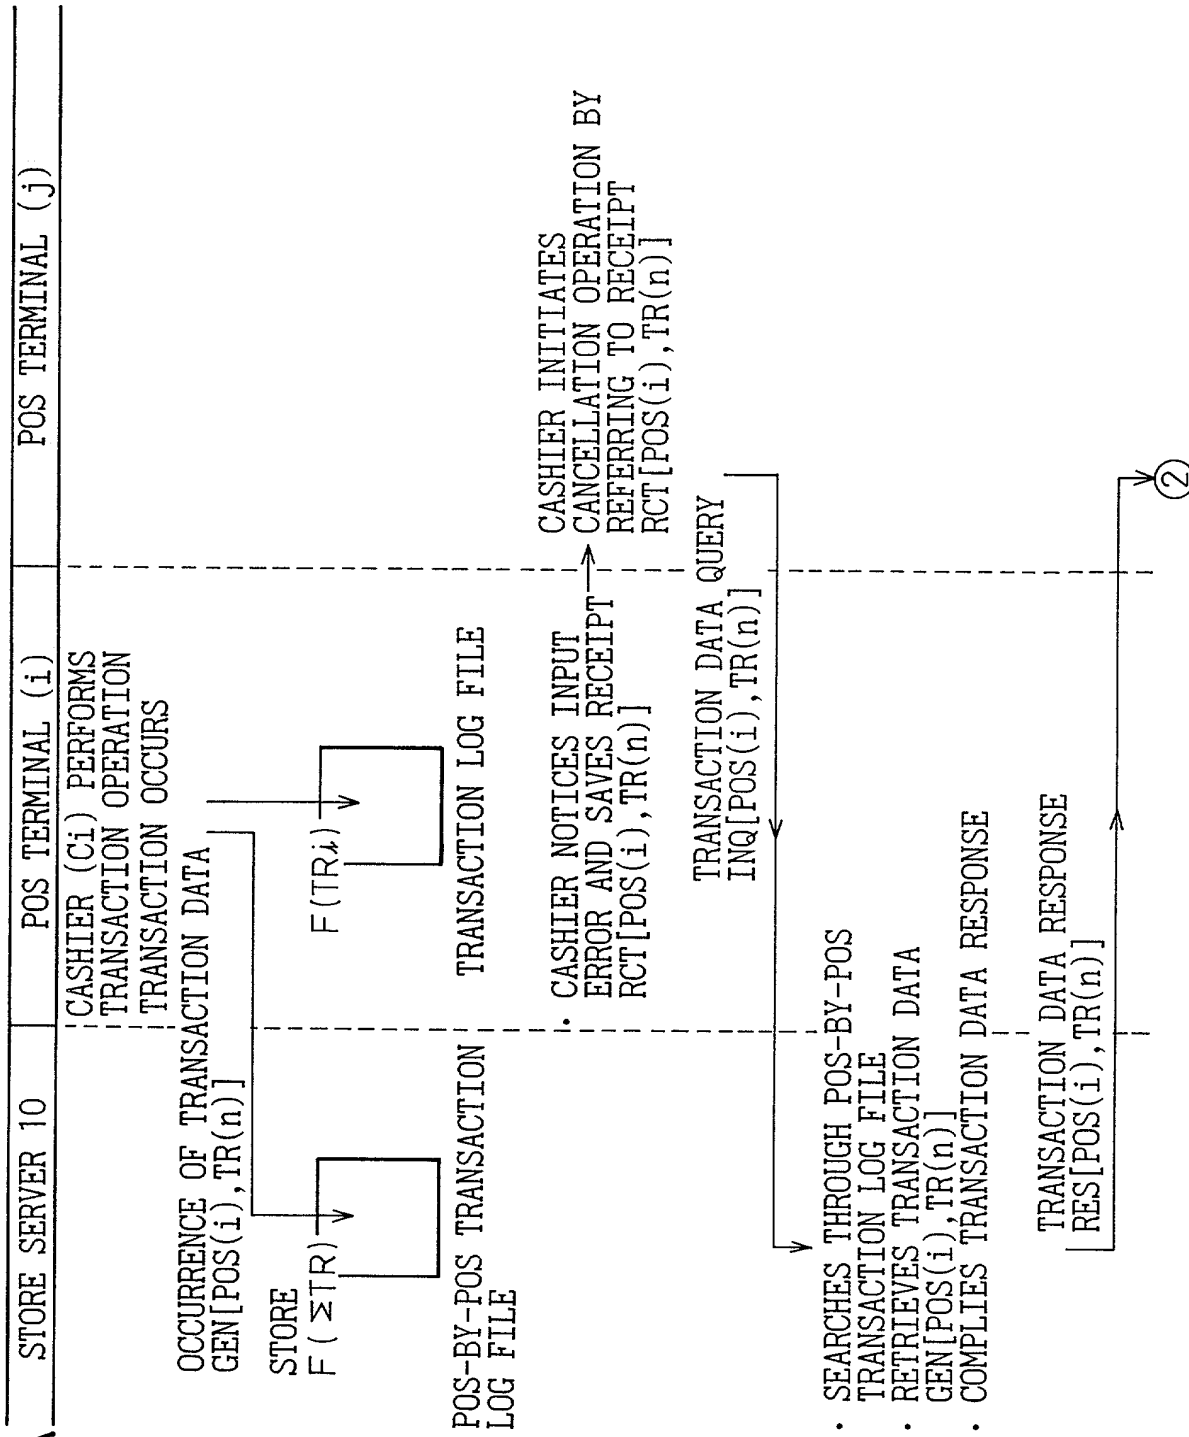 STORE SERVER 10
POS TERMINAL (i)
POS TERMINAL (j)
CASHIER (Ci) PERFORMS
TRANSACTION OPERATION
TRANSACTION OCCURS
OCCURRENCE OF TRANSACTION DATA
GEN[POS(i),TR(n)]
STORE
F(ΣTR)
F(TRi)
POS-BY-POS TRANSACTION
LOG FILE
TRANSACTION LOG FILE
· CASHIER NOTICES INPUT
ERROR AND SAVES RECEIPT
RCT[POS(i),TR(n)]
CASHIER INITIATES
CANCELLATION OPERATION BY
REFERRING TO RECEIPT
RCT[POS(i),TR(n)]
TRANSACTION DATA QUERY
INQ[POS(i),TR(n)]
· SEARCHES THROUGH POS-BY-POS
TRANSACTION LOG FILE
· RETRIEVES TRANSACTION DATA
GEN[POS(i),TR(n)]
· COMPLIES TRANSACTION DATA RESPONSE
TRANSACTION DATA RESPONSE
RES[POS(i),TR(n)]
②